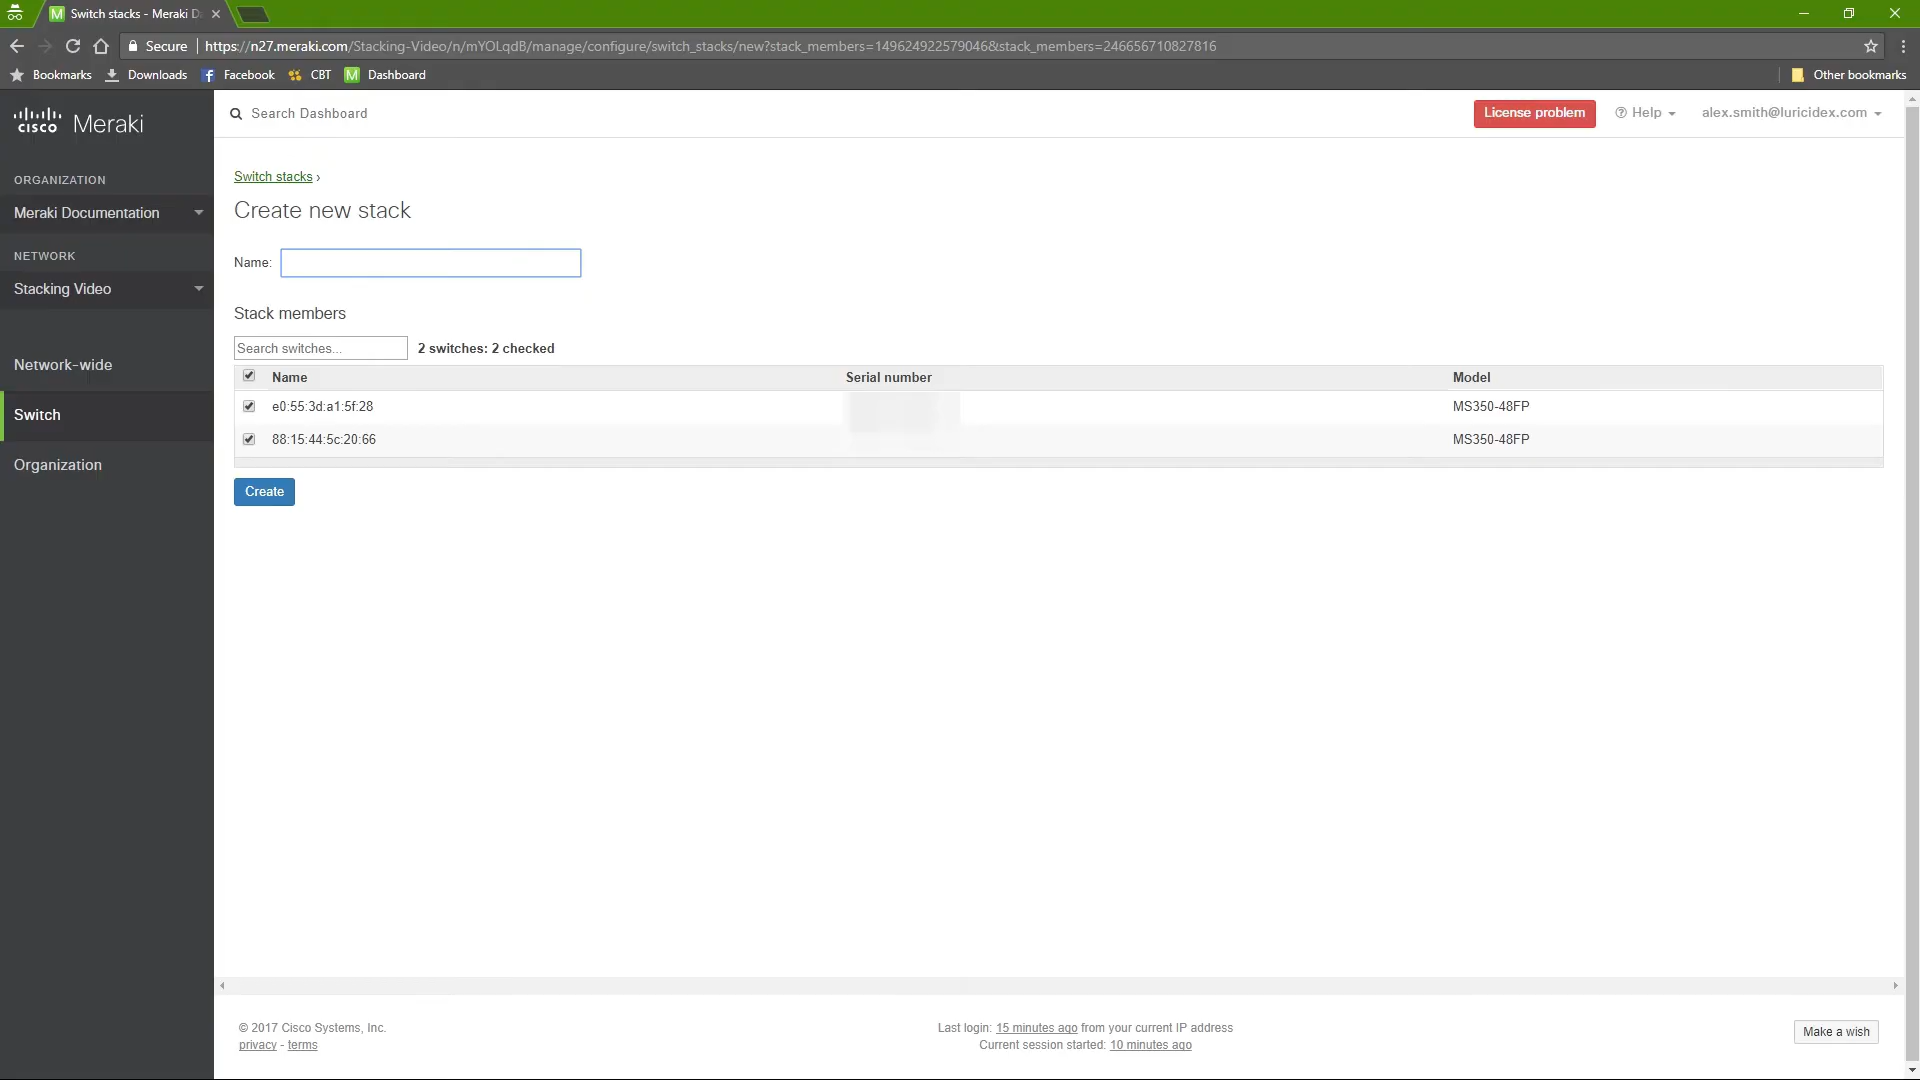 Switch stacks - Meraki D
Secure
https://n27.meraki.com/Stacking-Video/n/mYOLqdB/manage/configure/switch_stacks/new?stack_members=149624922579046&stack_members=246656710827816
Bookmarks
Downloads
Facebook
CBT
M
Dashboard
Other bookmarks
cisco Meraki
Search Dashboard
License problem
Help
alex.smith@luricidex.com
ORGANIZATION
Meraki Documentation
NETWORK
Stacking Video
Network-wide
Switch
Organization
Switch stacks ›
Create new stack
Name:
Stack members
Search switches...
2 switches: 2 checked
Name Serial number Model
e0:55:3d:a1:5f:28 MS350-48FP
88:15:44:5c:20:66 MS350-48FP
Create
© 2017 Cisco Systems, Inc.
privacy - terms
Last login: 15 minutes ago from your current IP address
Current session started: 10 minutes ago
Make a wish